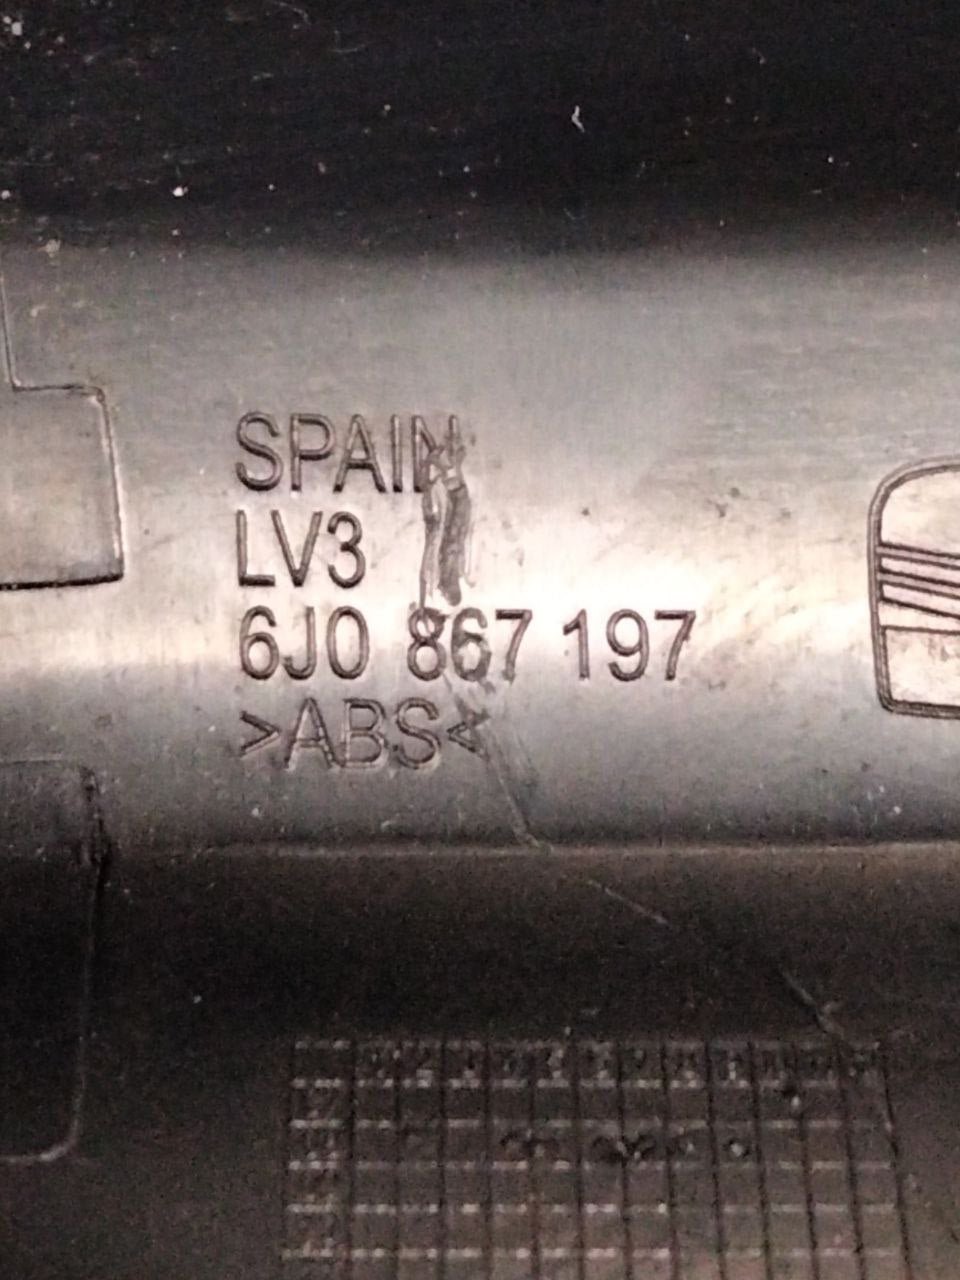 SPAIN
LV3
6J0 867 197
>ABS<